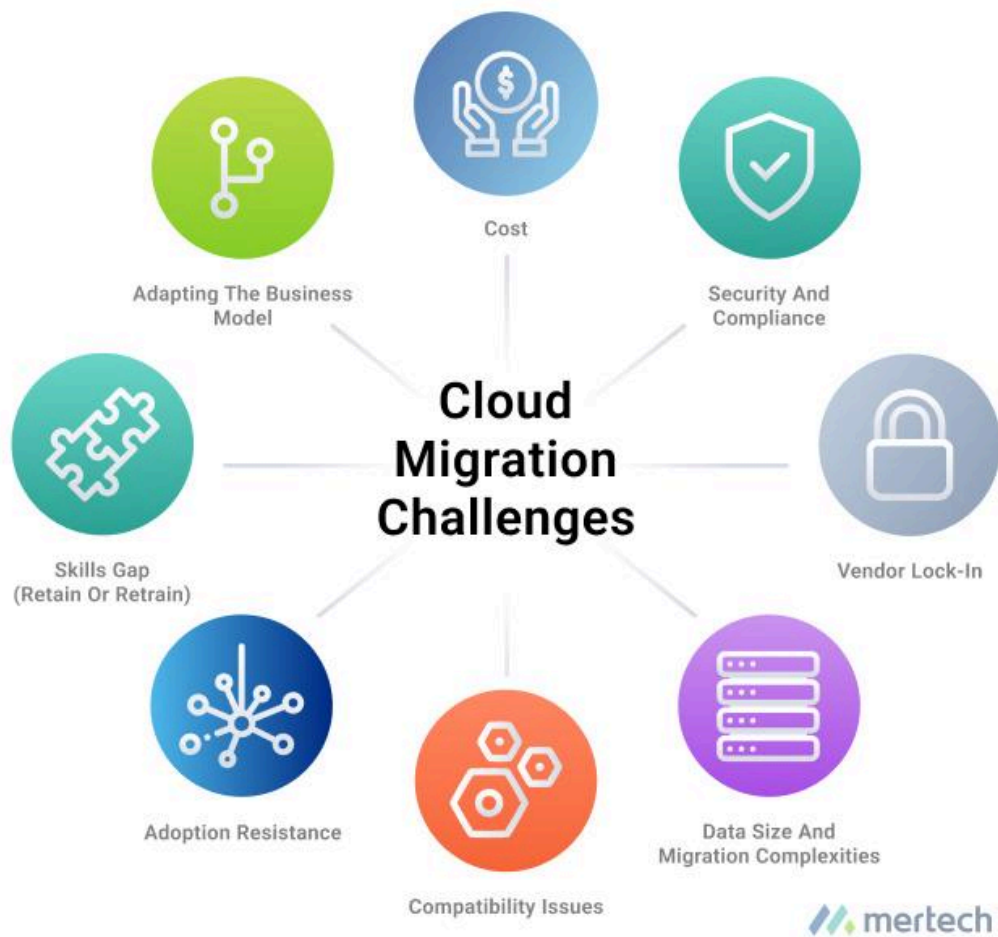 Cost
Adapting The Business
Model
Security And
Compliance
Cloud
Migration
Challenges
Skills Gap
(Retain Or Retrain)
Vendor Lock-In
Adoption Resistance
Data Size And
Migration Complexities
Compatibility Issues
mertech